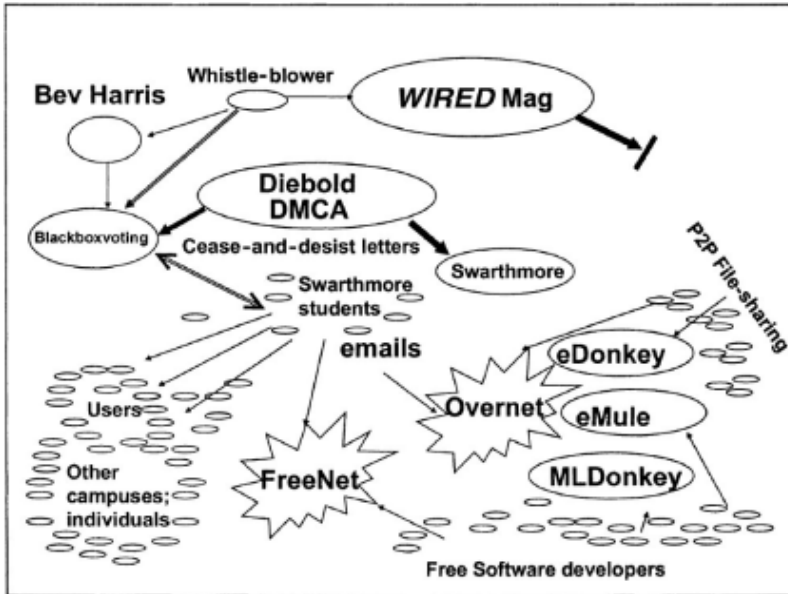 Whistle-blower
Bev Harris
WIRED Mag
Diebold
DMCA
Blackboxvoting
Cease-and-desist letters
Swarthmore
P2P File-sharing
Swarthmore
students
emails
eDonkey
Overnet
eMule
Users
FreeNet
MLDonkey
Other
campuses;
individuals
Free Software developers